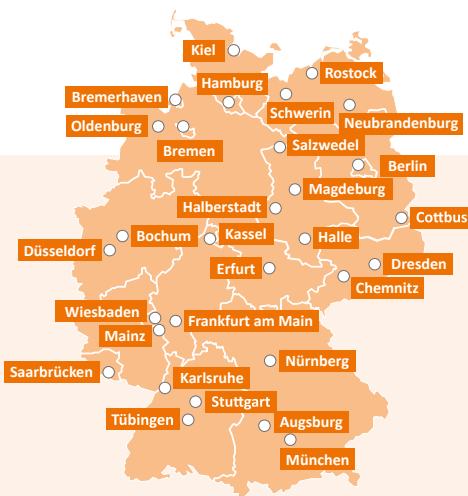 Kiel
Rostock
Hamburg
Bremerhaven
Schwerin
Neubrandenburg
Oldenburg
Bremen
Salzwedel
Berlin
Magdeburg
Halberstadt
Cottbus
Bochum
Kassel
Halle
Düsseldorf
Erfurt
Dresden
Chemnitz
Wiesbaden
Frankfurt am Main
Mainz
Nürnberg
Saarbrücken
Karlsruhe
Stuttgart
Tübingen
Augsburg
München